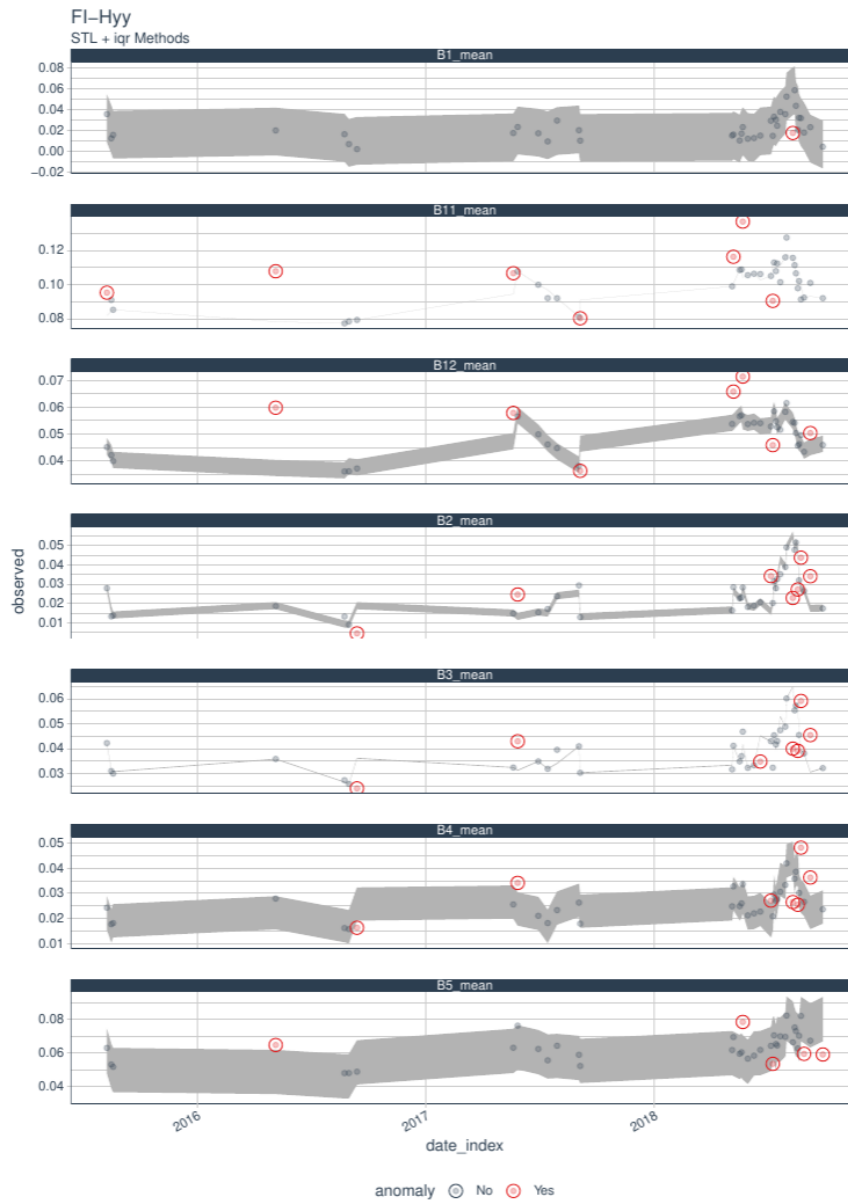 FI−Hyy
STL + iqr Methods
B1_mean
0.08
0.06
0.04
0.02
0.00
−0.02
B11_mean
0.12
0.10
0.08
B12_mean
0.07
0.06
0.05
0.04
B2_mean
0.05
0.04
0.03
0.02
0.01
B3_mean
0.06
0.05
0.04
0.03
B4_mean
0.05
0.04
0.03
0.02
0.01
B5_mean
0.08
0.06
0.04
observed
2016
2017
2018
date_index
anomaly No Yes